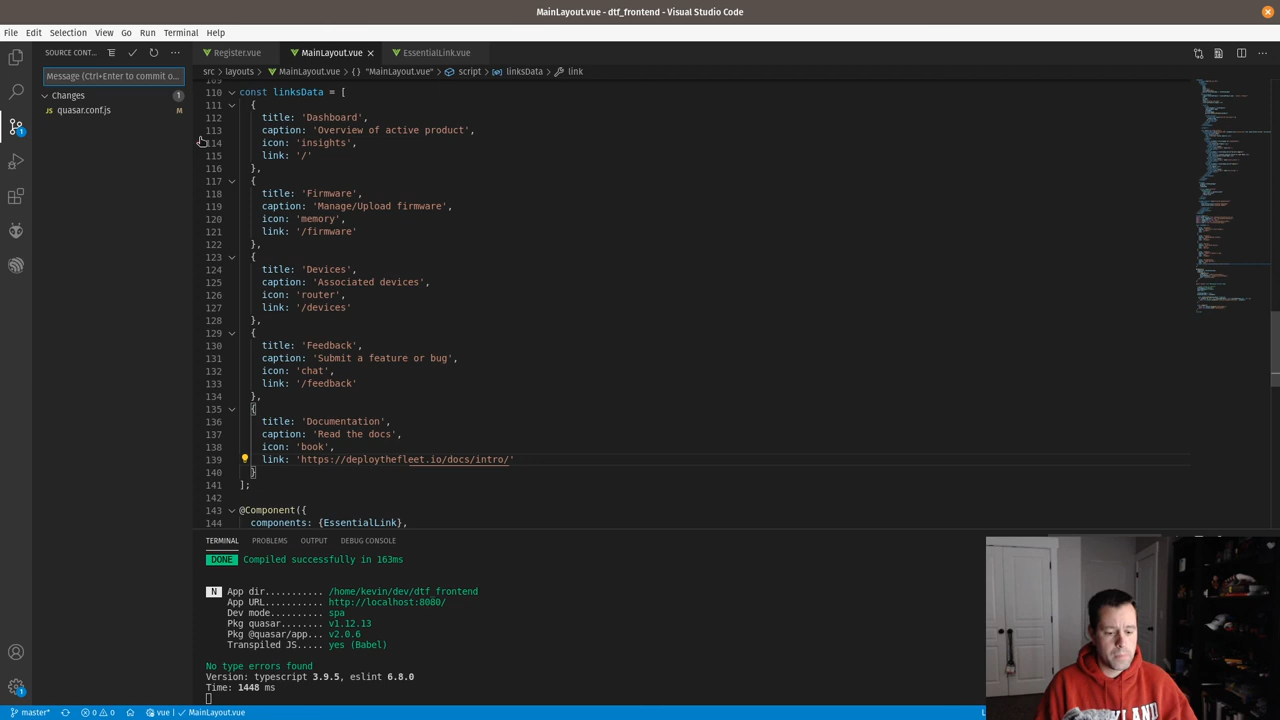 MainLayout.vue - dtf_frontend - Visual Studio Code
File Edit Selection View Go Run Terminal Help
SOURCE CONT...
Register.vue MainLayout.vue EssentialLink.vue
src > layouts > MainLayout.vue > {} "MainLayout.vue" > script > linksData > link
Message (Ctrl+Enter to commit o...
Changes 1
quasar.conf.js M
1
109
110 const linksData = [
111 {
112 title: 'Dashboard',
113 caption: 'Overview of active product',
114 icon: 'insights',
115 link: '/'
116 },
117 {
118 title: 'Firmware',
119 caption: 'Manage/Upload firmware',
120 icon: 'memory',
121 link: '/firmware'
122 },
123 {
124 title: 'Devices',
125 caption: 'Associated devices',
126 icon: 'router',
127 link: '/devices'
128 },
129 {
130 title: 'Feedback',
131 caption: 'Submit a feature or bug',
132 icon: 'chat',
133 link: '/feedback'
134 },
135 {
136 title: 'Documentation',
137 caption: 'Read the docs',
138 icon: 'book',
139 link: 'https://deploythefleet.io/docs/intro/'
140 }
141 ];
142
143 @Component({
144 components: {EssentialLink},
TERMINAL PROBLEMS OUTPUT DEBUG CONSOLE
DONE Compiled successfully in 163ms
N App dir........... /home/kevin/dev/dtf_frontend
App URL........... http://localhost:8080/
Dev mode.......... spa
Pkg quasar........ v1.12.13
Pkg @quasar/app... v2.0.6
Transpiled JS..... yes (Babel)
No type errors found
Version: typescript 3.9.5, eslint 6.8.0
Time: 1448 ms
1
master* 0 0 vue MainLayout.vue